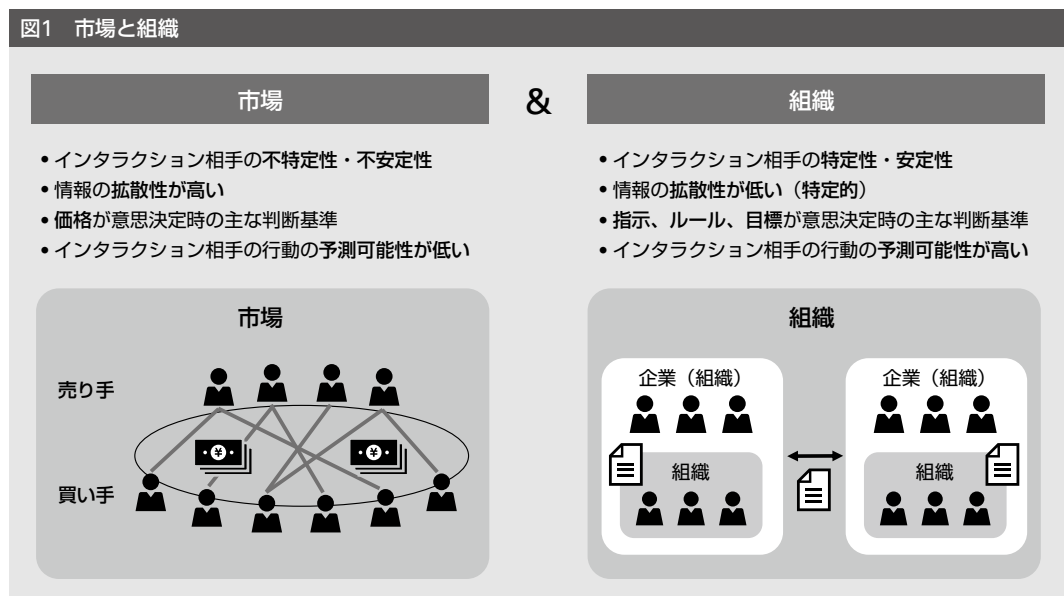 図1 市場と組織
市場
&
組織
•インタラクション相手の不特定性・不安定性
•情報の拡散性が高い
•価格が意思決定時の主な判断基準
•インタラクション相手の行動の予測可能性が低い
•インタラクション相手の特定性・安定性
•情報の拡散性が低い（特定的）
•指示、ルール、目標が意思決定時の主な判断基準
•インタラクション相手の行動の予測可能性が高い
市場
売り手
¥
¥
買い手
組織
企業（組織）
組織
企業（組織）
組織